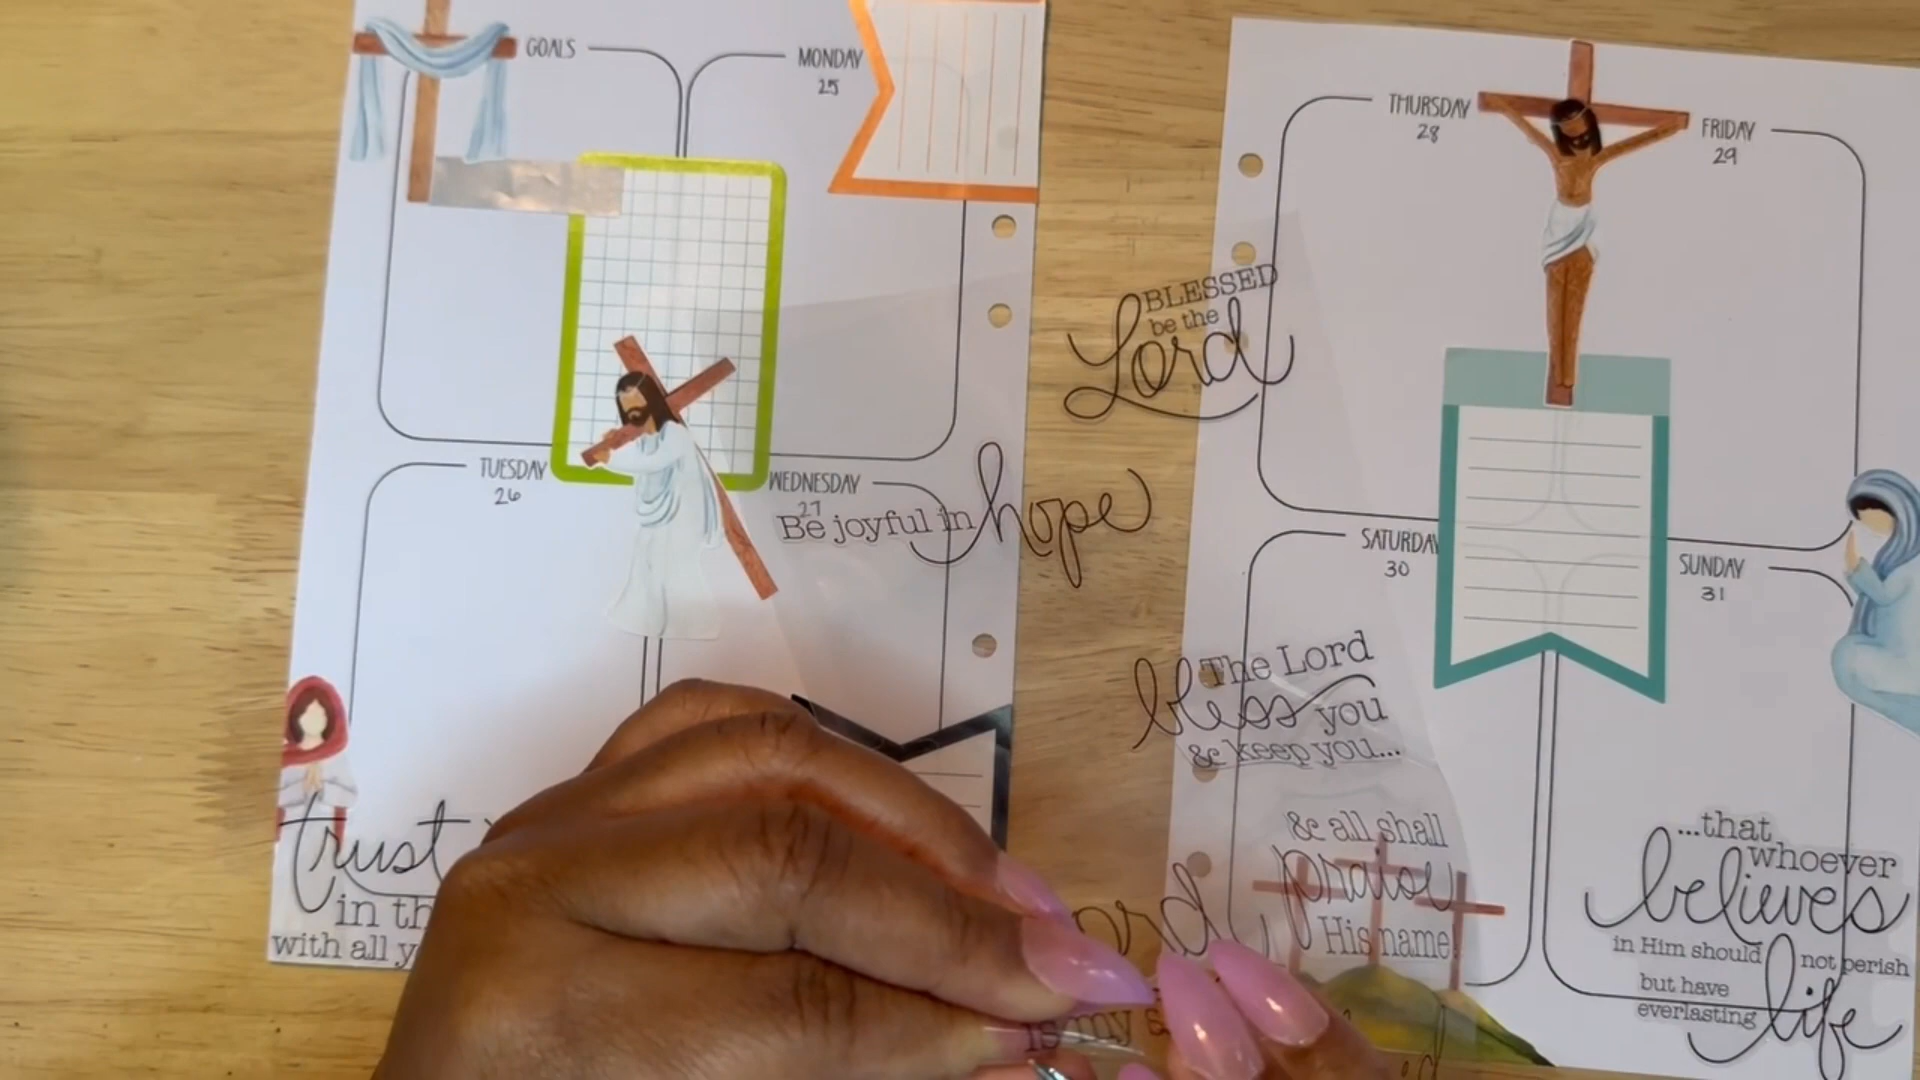 GOALS
MONDAY
25
TUESDAY
26
WEDNESDAY
27
Be joyful in hope
trust
in
with all
THURSDAY
28
FRIDAY
29
BLESSED
be the
Lord
SATURDAY
30
SUNDAY
31
The Lord
bless you
& keep you...
& all shall
praise
His name!
...that
whoever
believes
in Him should not perish
but have
everlasting life
is my